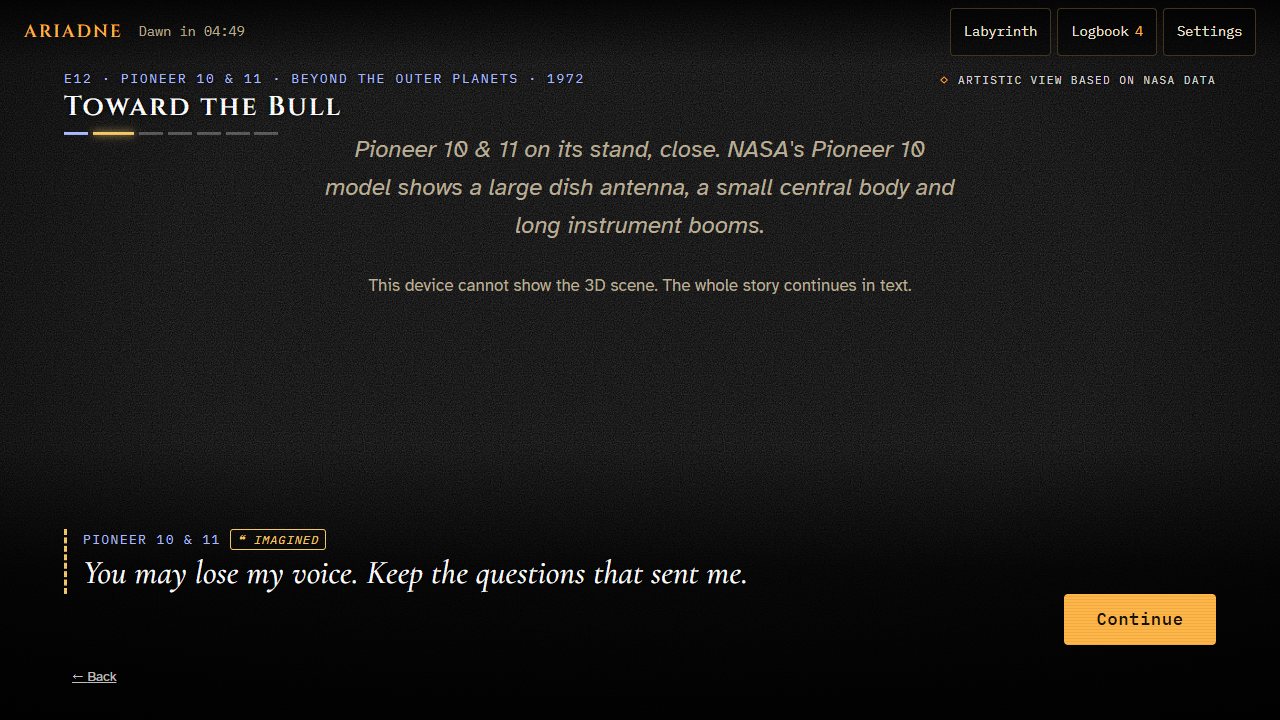 ARIADNE Dawn in 04:49 Labyrinth Logbook 4 Settings
E12 · PIONEER 10 & 11 · BEYOND THE OUTER PLANETS · 1972
◇ ARTISTIC VIEW BASED ON NASA DATA
TOWARD THE BULL
Pioneer 10 & 11 on its stand, close. NASA's Pioneer 10
model shows a large dish antenna, a small central body and
long instrument booms.
This device cannot show the 3D scene. The whole story continues in text.
PIONEER 10 & 11 ❝ IMAGINED
You may lose my voice. Keep the questions that sent me.
Continue
← Back